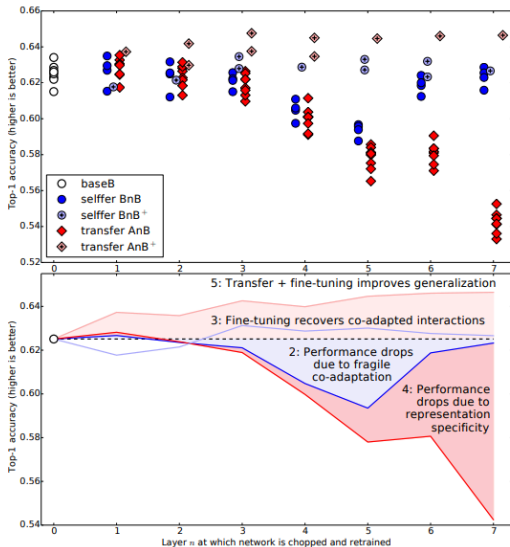 0.66
0.64
0.62
0.60
0.58
0.56
0.54
0.52
Top-1 accuracy (higher is better)
baseB
selffer BnB
selffer BnB+
transfer AnB
transfer AnB+
0 1 2 3 4 5 6 7
5: Transfer + fine-tuning improves generalization
0.64
3: Fine-tuning recovers co-adapted interactions
2: Performance drops
due to fragile
co-adaptation
0.62
4: Performance
drops due to
representation
specificity
0.60
0.58
0.56
0.54
Top-1 accuracy (higher is better)
0 1 2 3 4 5 6 7
Layer n at which network is chopped and retrained